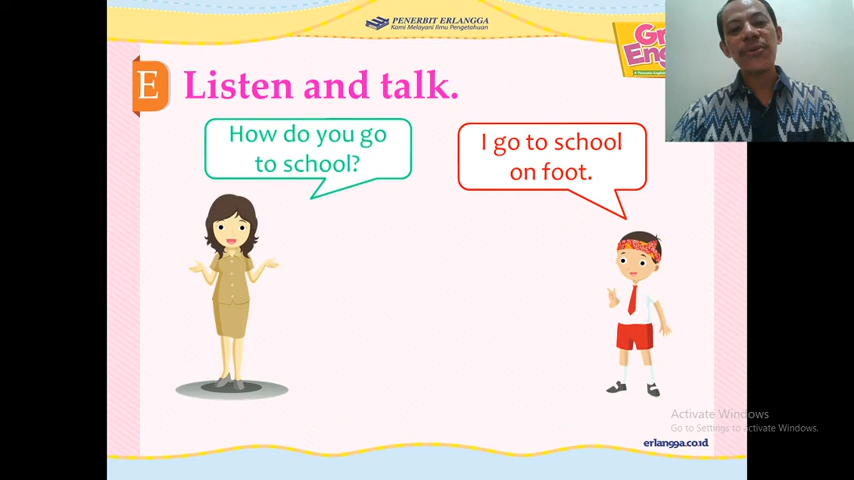 PENERBIT ERLANGGA
Kami Melayani Ilmu Pengetahuan
E Listen and talk.
How do you go
to school?
I go to school
on foot.
Activate Windows
Go to Settings to activate Windows.
erlangga.co.id